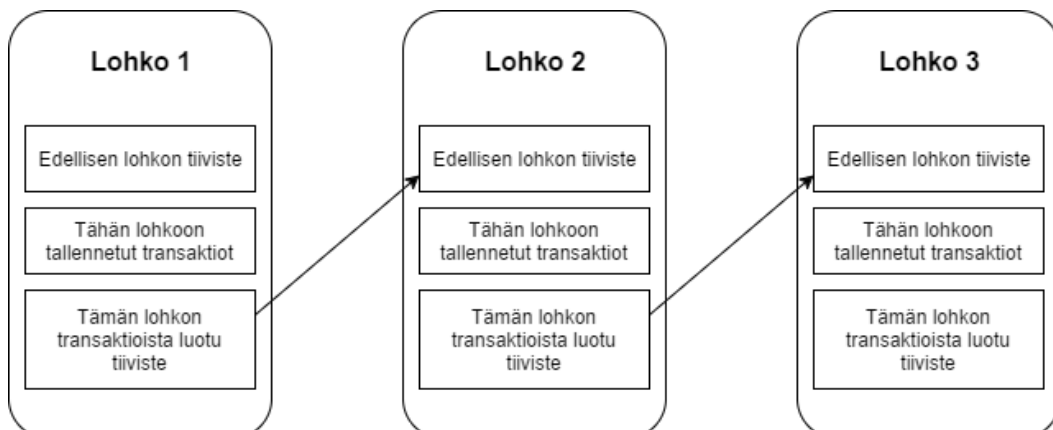 Lohko 1
Edellisen lohkon tiiviste
Tähän lohkoon
tallennetut transaktiot
Tämän lohkon
transaktioista luotu
tiiviste
Lohko 2
Edellisen lohkon tiiviste
Tähän lohkoon
tallennetut transaktiot
Tämän lohkon
transaktioista luotu
tiiviste
Lohko 3
Edellisen lohkon tiiviste
Tähän lohkoon
tallennetut transaktiot
Tämän lohkon
transaktioista luotu
tiiviste